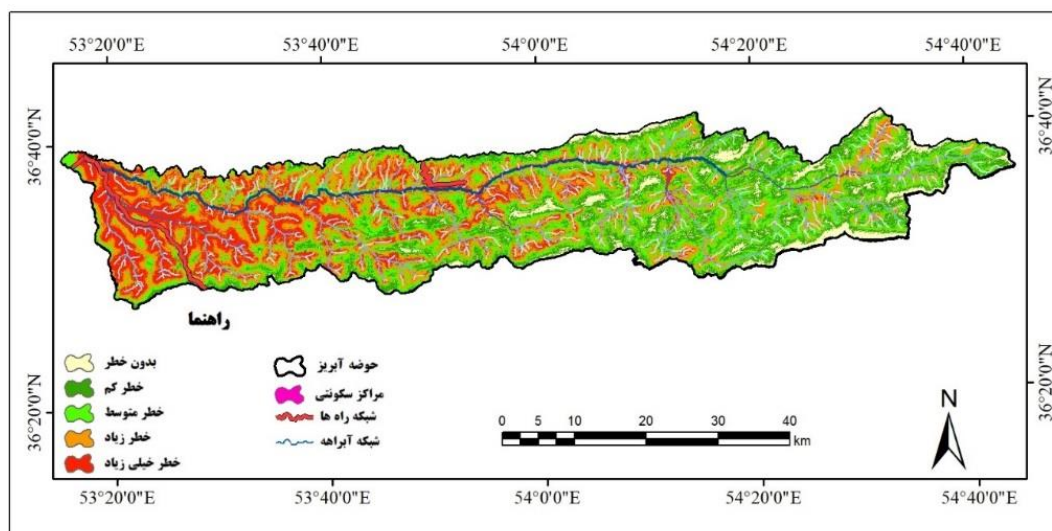 53°20'0"E 53°40'0"E 54°0'0"E 54°20'0"E 54°40'0"E
36°40'0"N 36°40'0"N
راهنما
بدون خطر
خطر کم
خطر متوسط
خطر زیاد
خطر خیلی زیاد
حوضه آبریز
مراکز سکونتی
شبکه راه ها
شبکه آبراهه
0 5 10 20 30 40
km
N
36°20'0"N 36°20'0"N
53°20'0"E 53°40'0"E 54°0'0"E 54°20'0"E 54°40'0"E